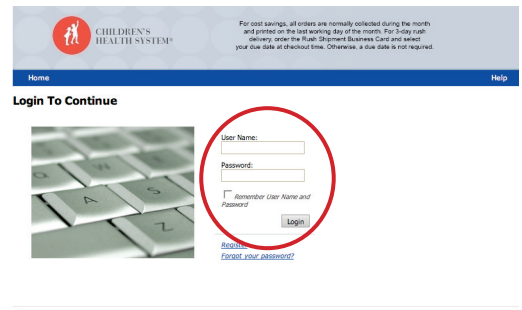 CHILDREN'S
HEALTH SYSTEM®
For cost savings, all orders are normally collected during the month
and printed on the last working day of the month. For 3-day rush
delivery, order the Rush Shipment Business Card and select
your due date at checkout time. Otherwise, a due date is not required.
Home Help
Login To Continue
User Name:
Password:
Remember User Name and
Password
Login
Register
Forgot your password?
Q W A S Z